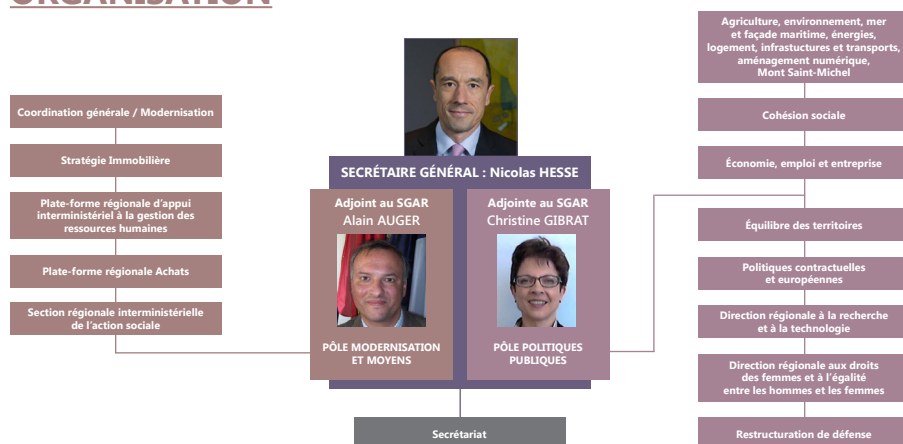 ORGANISATION
Coordination générale / Modernisation
Stratégie Immobilière
Plate-forme régionale d'appui
interministériel à la gestion des
ressources humaines
Plate-forme régionale Achats
Section régionale interministérielle
de l'action sociale
SECRÉTAIRE GÉNÉRAL : Nicolas HESSE
Adjoint au SGAR
Alain AUGER
PÔLE MODERNISATION
ET MOYENS
Adjointe au SGAR
Christine GIBRAT
PÔLE POLITIQUES
PUBLIQUES
Secrétariat
Agriculture, environnement, mer
et façade maritime, énergies,
logement, infrastuctures et transports,
aménagement numérique,
Mont Saint-Michel
Cohésion sociale
Économie, emploi et entreprise
Équilibre des territoires
Politiques contractuelles
et européennes
Direction régionale à la recherche
et à la technologie
Direction régionale aux droits
des femmes et à l'égalité
entre les hommes et les femmes
Restructuration de défense